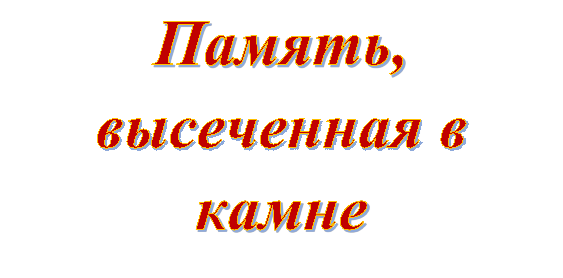 Память,
высеченная в
камне